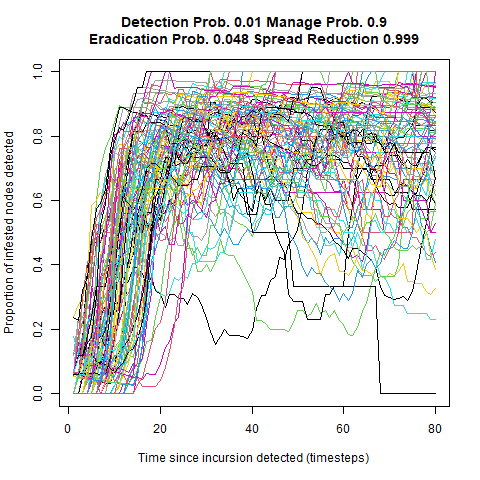 Detection Prob. 0.01 Manage Prob. 0.9
Eradication Prob. 0.048 Spread Reduction 0.999
Proportion of infested nodes detected
1.0
0.8
0.6
0.4
0.2
0.0
0
20
40
60
80
Time since incursion detected (timesteps)